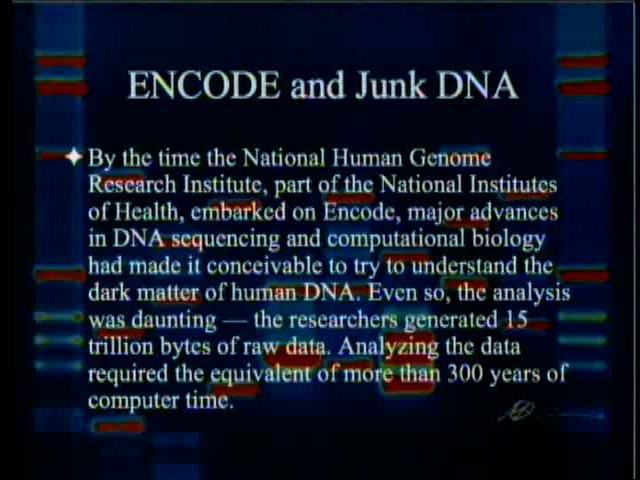 ENCODE and Junk DNA
By the time the National Human Genome
Research Institute, part of the National Institutes
of Health, embarked on Encode, major advances
in DNA sequencing and computational biology
had made it conceivable to try to understand the
dark matter of human DNA. Even so, the analysis
was daunting — the researchers generated 15
trillion bytes of raw data. Analyzing the data
required the equivalent of more than 300 years of
computer time.